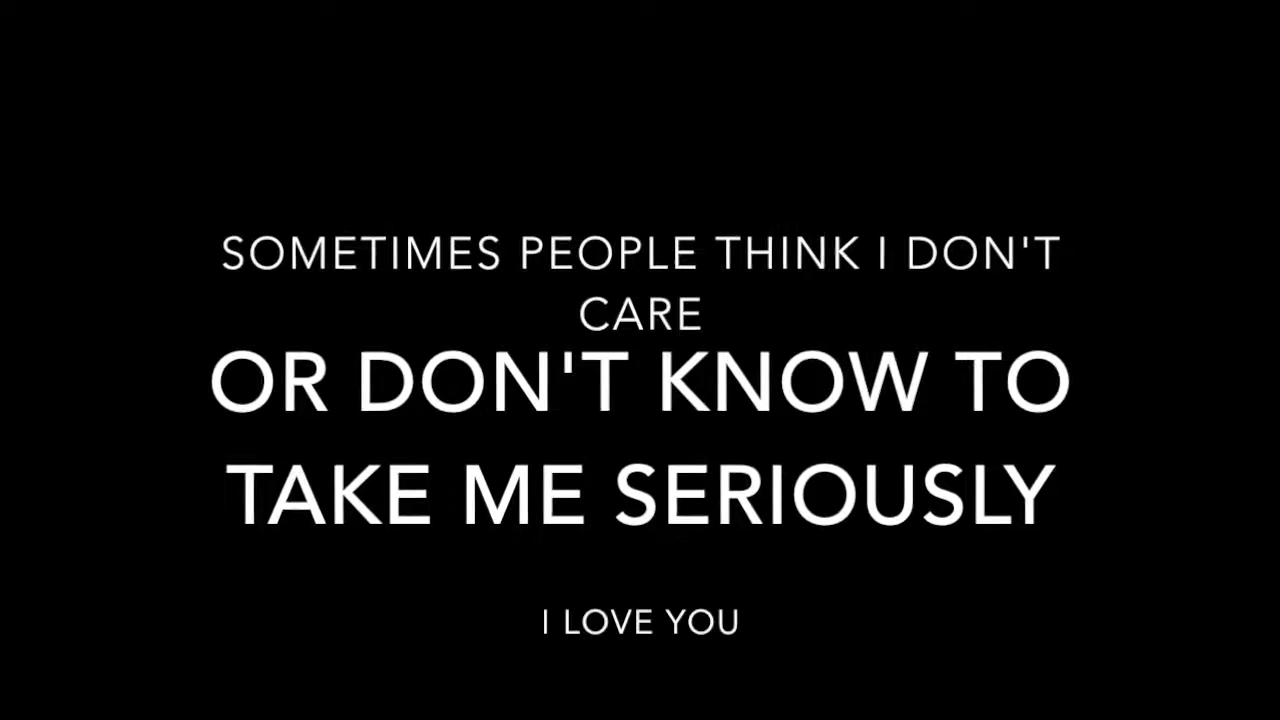 SOMETIMES PEOPLE THINK I DON'T
CARE
OR DON'T KNOW TO
TAKE ME SERIOUSLY
I LOVE YOU